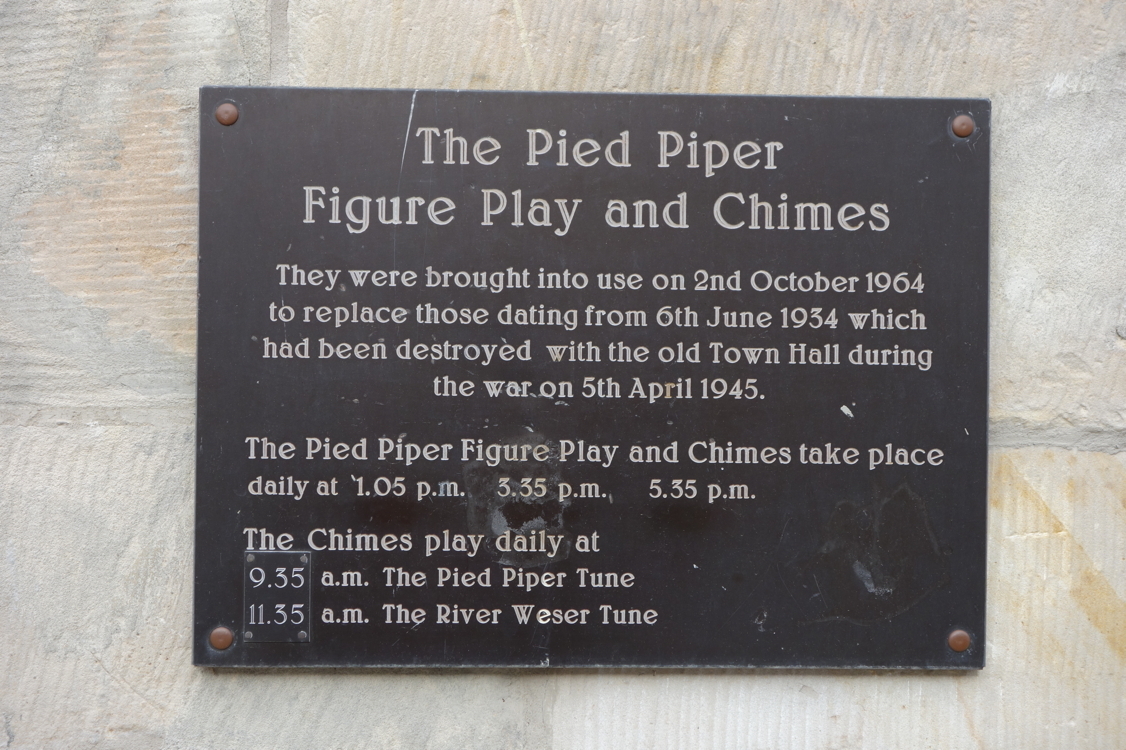 The Pied Piper
Figure Play and Chimes
They were brought into use on 2nd October 1964
to replace those dating from 6th June 1934 which
had been destroyed with the old Town Hall during
the war on 5th April 1945.
The Pied Piper Figure Play and Chimes take place
daily at 1.05 p.m. 3.35 p.m. 5.35 p.m.
The Chimes play daily at
9.35 a.m. The Pied Piper Tune
11.35 a.m. The River Weser Tune